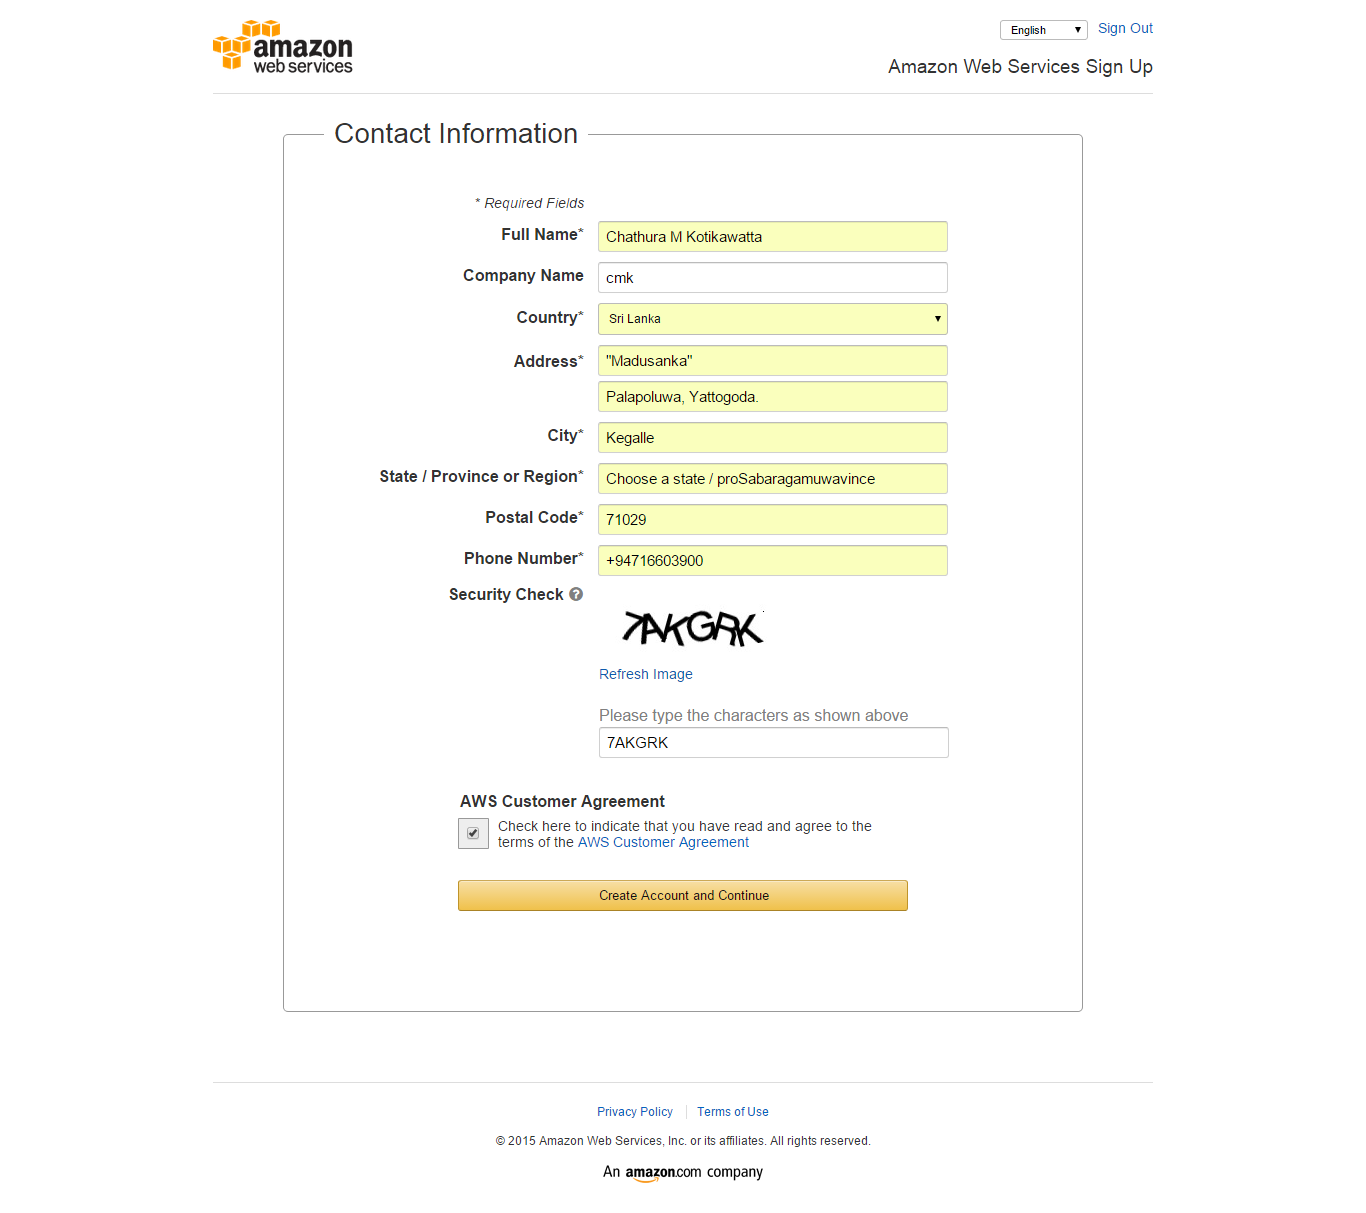 amazon
web services
English
Sign Out
Amazon Web Services Sign Up
Contact Information
* Required Fields
Full Name*
Chathura M Kotikawatta
Company Name
cmk
Country*
Sri Lanka
Address*
"Madusanka"
Palapoluwa, Yattogoda.
City*
Kegalle
State / Province or Region*
Choose a state / proSabaragamuwavince
Postal Code*
71029
Phone Number*
+94716603900
Security Check ?
7AKGRK
Refresh Image
Please type the characters as shown above
7AKGRK
AWS Customer Agreement
Check here to indicate that you have read and agree to the
terms of the AWS Customer Agreement
Create Account and Continue
Privacy Policy
Terms of Use
© 2015 Amazon Web Services, Inc. or its affiliates. All rights reserved.
An amazon.com company